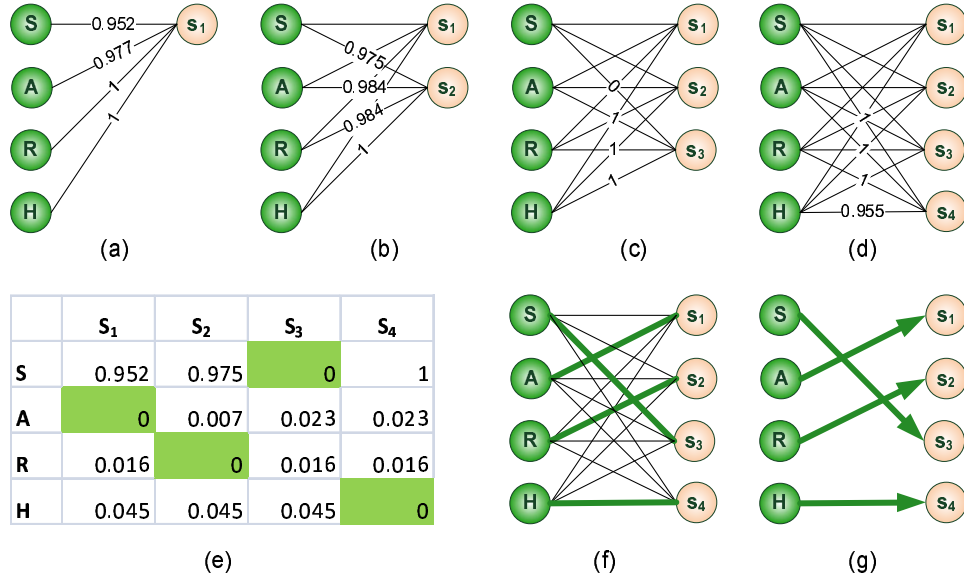 S 0.952 s1
A 0.977
R 1
H 1
(a)
S s1
0.975
A 0.984 s2
R 0.984
H 1
(b)
S s1
A 0 s2
1
R 1 s3
H 1
(c)
S s1
A s2
1
R 1 s3
1
H 0.955 s4
(d)
S1 S2 S3 S4
S 0.952 0.975 0 1
A 0 0.007 0.023 0.023
R 0.016 0 0.016 0.016
H 0.045 0.045 0.045 0
(e)
S s1
A s2
R s3
H s4
(f)
S s1
A s2
R s3
H s4
(g)